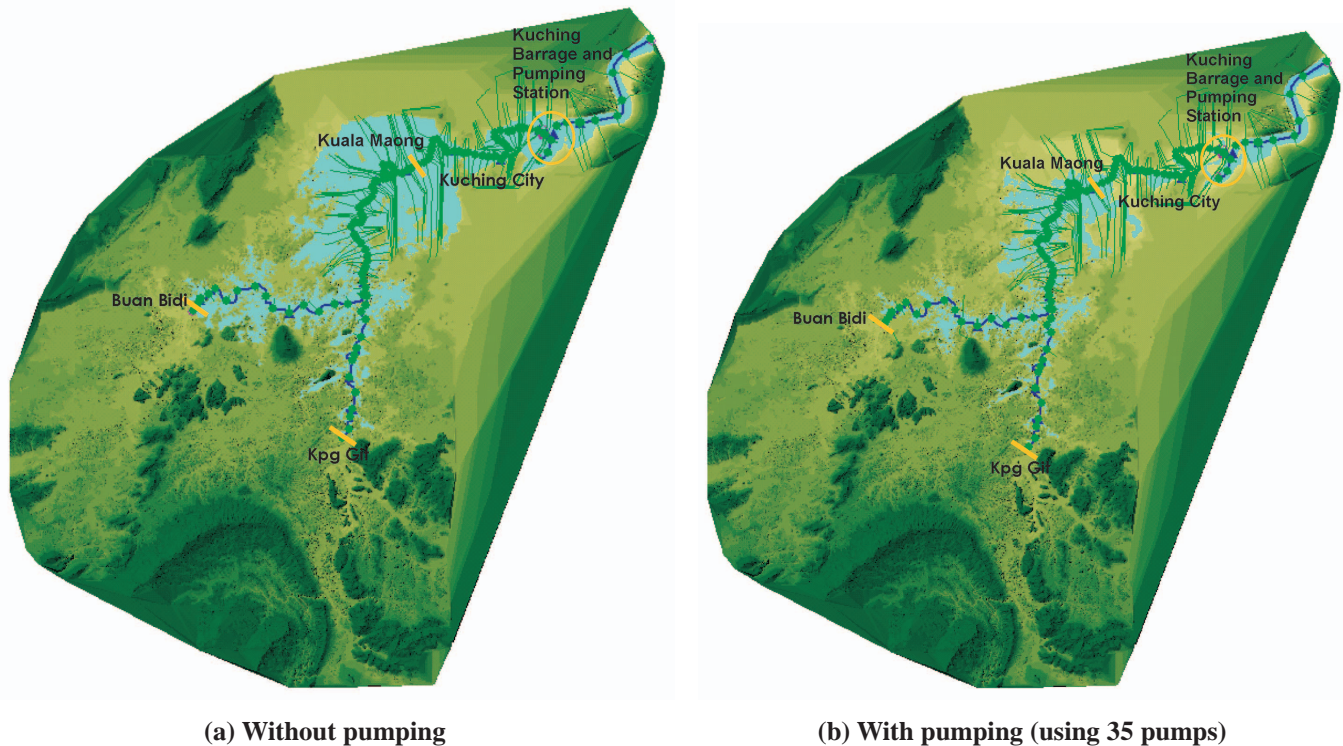 Kuching
Barrage and
Pumping
Station
Kuala Maong
Kuching City
Buan Bidi
Kpg Git
(a) Without pumping
Kuching
Barrage and
Pumping
Station
Kuala Maong
Kuching City
Buan Bidi
Kpg Git
(b) With pumping (using 35 pumps)